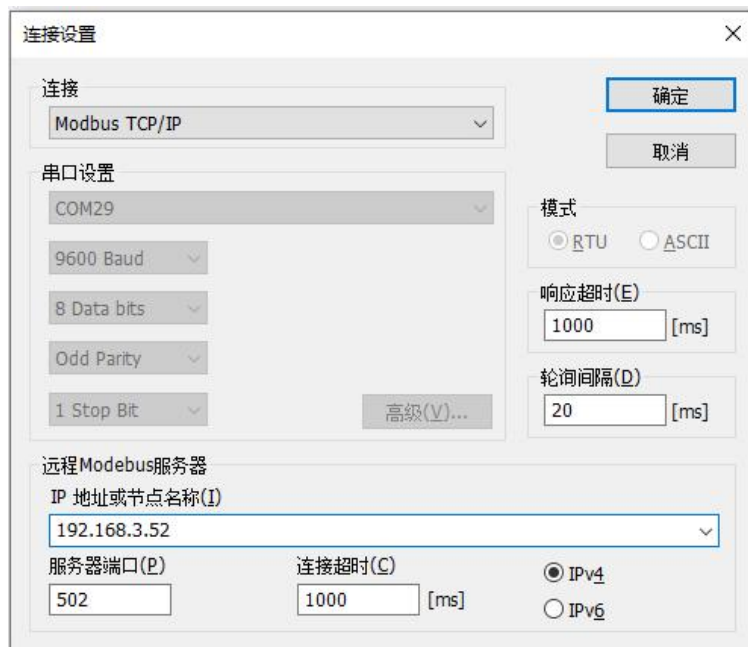 连接设置
连接
Modbus TCP/IP
确定
取消
串口设置
COM29
9600 Baud
8 Data bits
Odd Parity
1 Stop Bit
高级(V)...
模式
RTU
ASCII
响应超时(E)
1000 [ms]
轮询间隔(D)
20 [ms]
远程Modebus服务器
IP 地址或节点名称(I)
192.168.3.52
服务器端口(P)
502
连接超时(C)
1000 [ms]
IPv4
IPv6